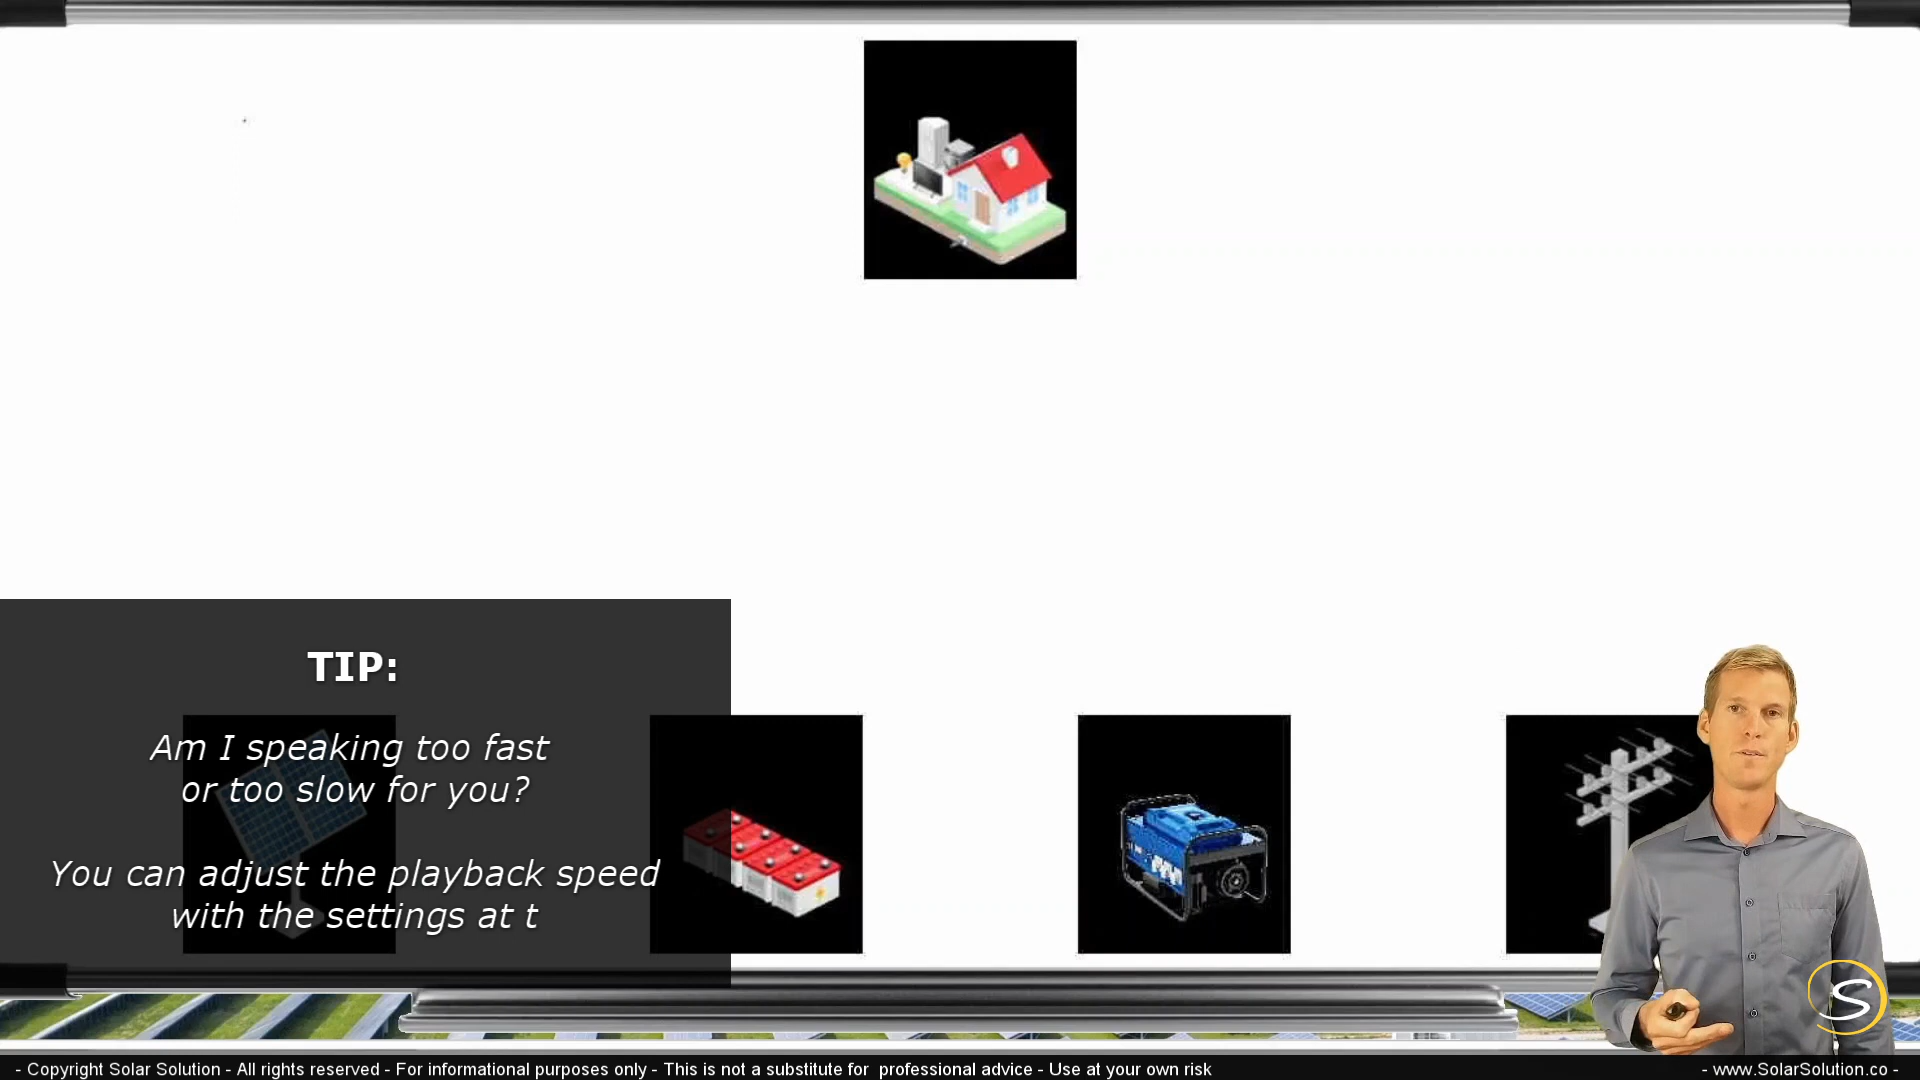 TIP:
Am I speaking too fast
or too slow for you?
You can adjust the playback speed
with the settings at t
S
- Copyright Solar Solution - All rights reserved - For informational purposes only - This is not a substitute for  professional advice - Use at your own risk
- www.SolarSolution.co -